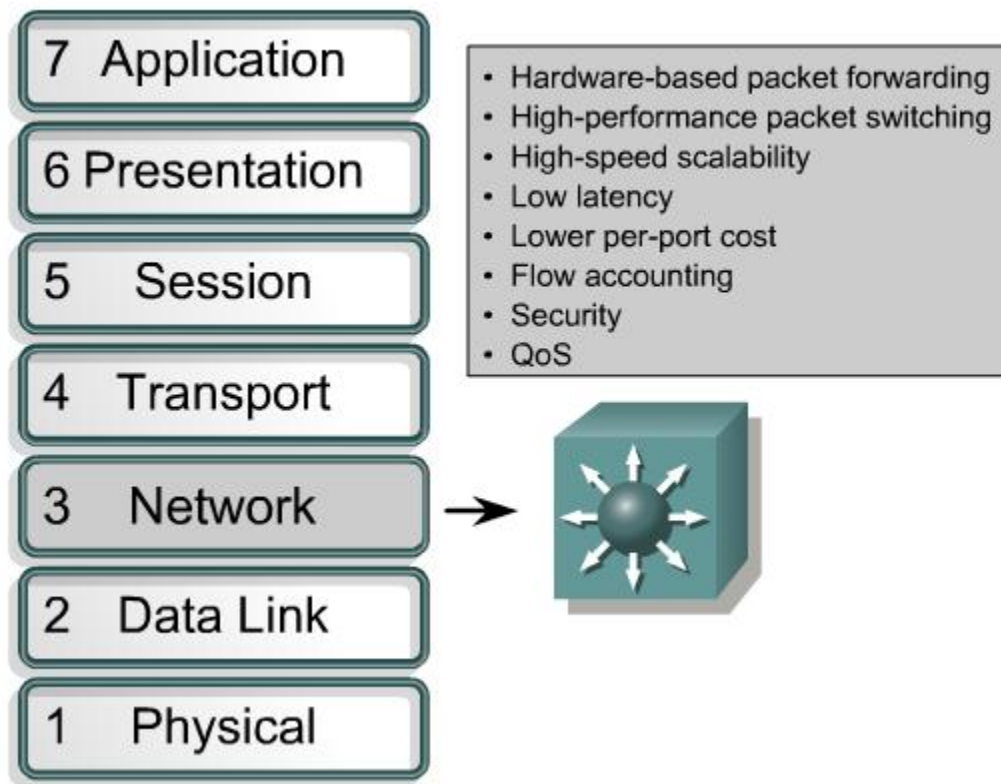 7 Application
6 Presentation
5 Session
4 Transport
3 Network
2 Data Link
1 Physical
• Hardware-based packet forwarding
• High-performance packet switching
• High-speed scalability
• Low latency
• Lower per-port cost
• Flow accounting
• Security
• QoS